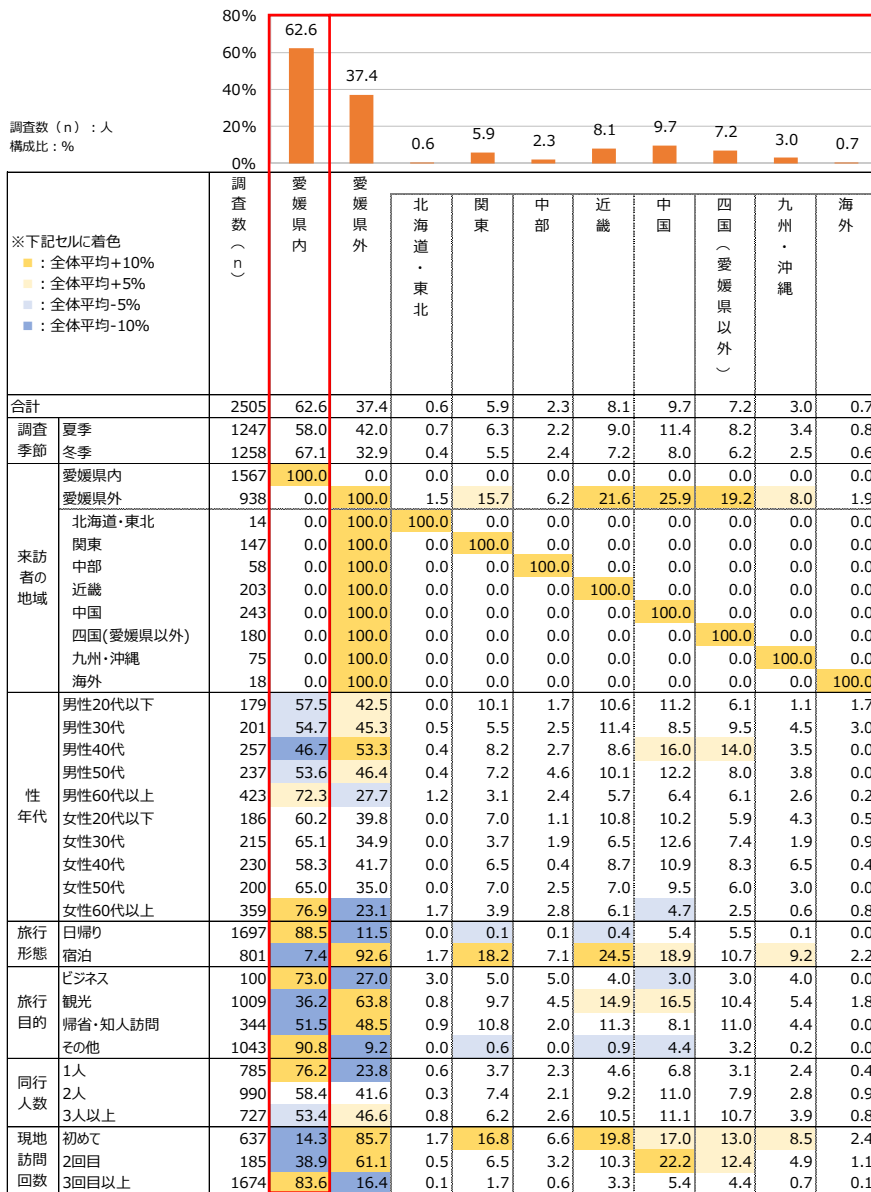 80%
60%
40%
20%
0%
62.6
37.4
0.6
5.9
2.3
8.1
9.7
7.2
3.0
0.7
調査数(n):人
構成比:%
※下記セルに着色
■:全体平均+10%
■:全体平均+5%
■:全体平均-5%
■:全体平均-10%
調査数(n)
愛媛県内
愛媛県外
北海道・東北
関東
中部
近畿
中国
四国(愛媛県以外)
九州・沖縄
海外
合計 2505 62.6 37.4 0.6 5.9 2.3 8.1 9.7 7.2 3.0 0.7
調査季節
夏季 1247 58.0 42.0 0.7 6.3 2.2 9.0 11.4 8.2 3.4 0.8
冬季 1258 67.1 32.9 0.4 5.5 2.4 7.2 8.0 6.2 2.5 0.6
来訪者の地域
愛媛県内 1567 100.0 0.0 0.0 0.0 0.0 0.0 0.0 0.0 0.0 0.0
愛媛県外 938 0.0 100.0 1.5 15.7 6.2 21.6 25.9 19.2 8.0 1.9
北海道・東北 14 0.0 100.0 100.0 0.0 0.0 0.0 0.0 0.0 0.0 0.0
関東 147 0.0 100.0 0.0 100.0 0.0 0.0 0.0 0.0 0.0 0.0
中部 58 0.0 100.0 0.0 0.0 100.0 0.0 0.0 0.0 0.0 0.0
近畿 203 0.0 100.0 0.0 0.0 0.0 100.0 0.0 0.0 0.0 0.0
中国 243 0.0 100.0 0.0 0.0 0.0 0.0 100.0 0.0 0.0 0.0
四国(愛媛県以外) 180 0.0 100.0 0.0 0.0 0.0 0.0 0.0 100.0 0.0 0.0
九州・沖縄 75 0.0 100.0 0.0 0.0 0.0 0.0 0.0 0.0 100.0 0.0
海外 18 0.0 100.0 0.0 0.0 0.0 0.0 0.0 0.0 0.0 100.0
性年代
男性20代以下 179 57.5 42.5 0.0 10.1 1.7 10.6 11.2 6.1 1.1 1.7
男性30代 201 54.7 45.3 0.5 5.5 2.5 11.4 8.5 9.5 4.5 3.0
男性40代 257 46.7 53.3 0.4 8.2 2.7 8.6 16.0 14.0 3.5 0.0
男性50代 237 53.6 46.4 0.4 7.2 4.6 10.1 12.2 8.0 3.8 0.0
男性60代以上 423 72.3 27.7 1.2 3.1 2.4 5.7 6.4 6.1 2.6 0.2
女性20代以下 186 60.2 39.8 0.0 7.0 1.1 10.8 10.2 5.9 4.3 0.5
女性30代 215 65.1 34.9 0.0 3.7 1.9 6.5 12.6 7.4 1.9 0.9
女性40代 230 58.3 41.7 0.0 6.5 0.4 8.7 10.9 8.3 6.5 0.4
女性50代 200 65.0 35.0 0.0 7.0 2.5 7.0 9.5 6.0 3.0 0.0
女性60代以上 359 76.9 23.1 1.7 3.9 2.8 6.1 4.7 2.5 0.6 0.8
旅行形態
日帰り 1697 88.5 11.5 0.0 0.1 0.1 0.4 5.4 5.5 0.1 0.0
宿泊 801 7.4 92.6 1.7 18.2 7.1 24.5 18.9 10.7 9.2 2.2
旅行目的
ビジネス 100 73.0 27.0 3.0 5.0 5.0 4.0 3.0 3.0 4.0 0.0
観光 1009 36.2 63.8 0.8 9.7 4.5 14.9 16.5 10.4 5.4 1.8
帰省・知人訪問 344 51.5 48.5 0.9 10.8 2.0 11.3 8.1 11.0 4.4 0.0
その他 1043 90.8 9.2 0.0 0.6 0.0 0.9 4.4 3.2 0.2 0.0
同行人数
1人 785 76.2 23.8 0.6 3.7 2.3 4.6 6.8 3.1 2.4 0.4
2人 990 58.4 41.6 0.3 7.4 2.1 9.2 11.0 7.9 2.8 0.9
3人以上 727 53.4 46.6 0.8 6.2 2.6 10.5 11.1 10.7 3.9 0.8
現地訪問回数
初めて 637 14.3 85.7 1.7 16.8 6.6 19.8 17.0 13.0 8.5 2.4
2回目 185 38.9 61.1 0.5 6.5 3.2 10.3 22.2 12.4 4.9 1.1
3回目以上 1674 83.6 16.4 0.1 1.7 0.6 3.3 5.4 4.4 0.7 0.1